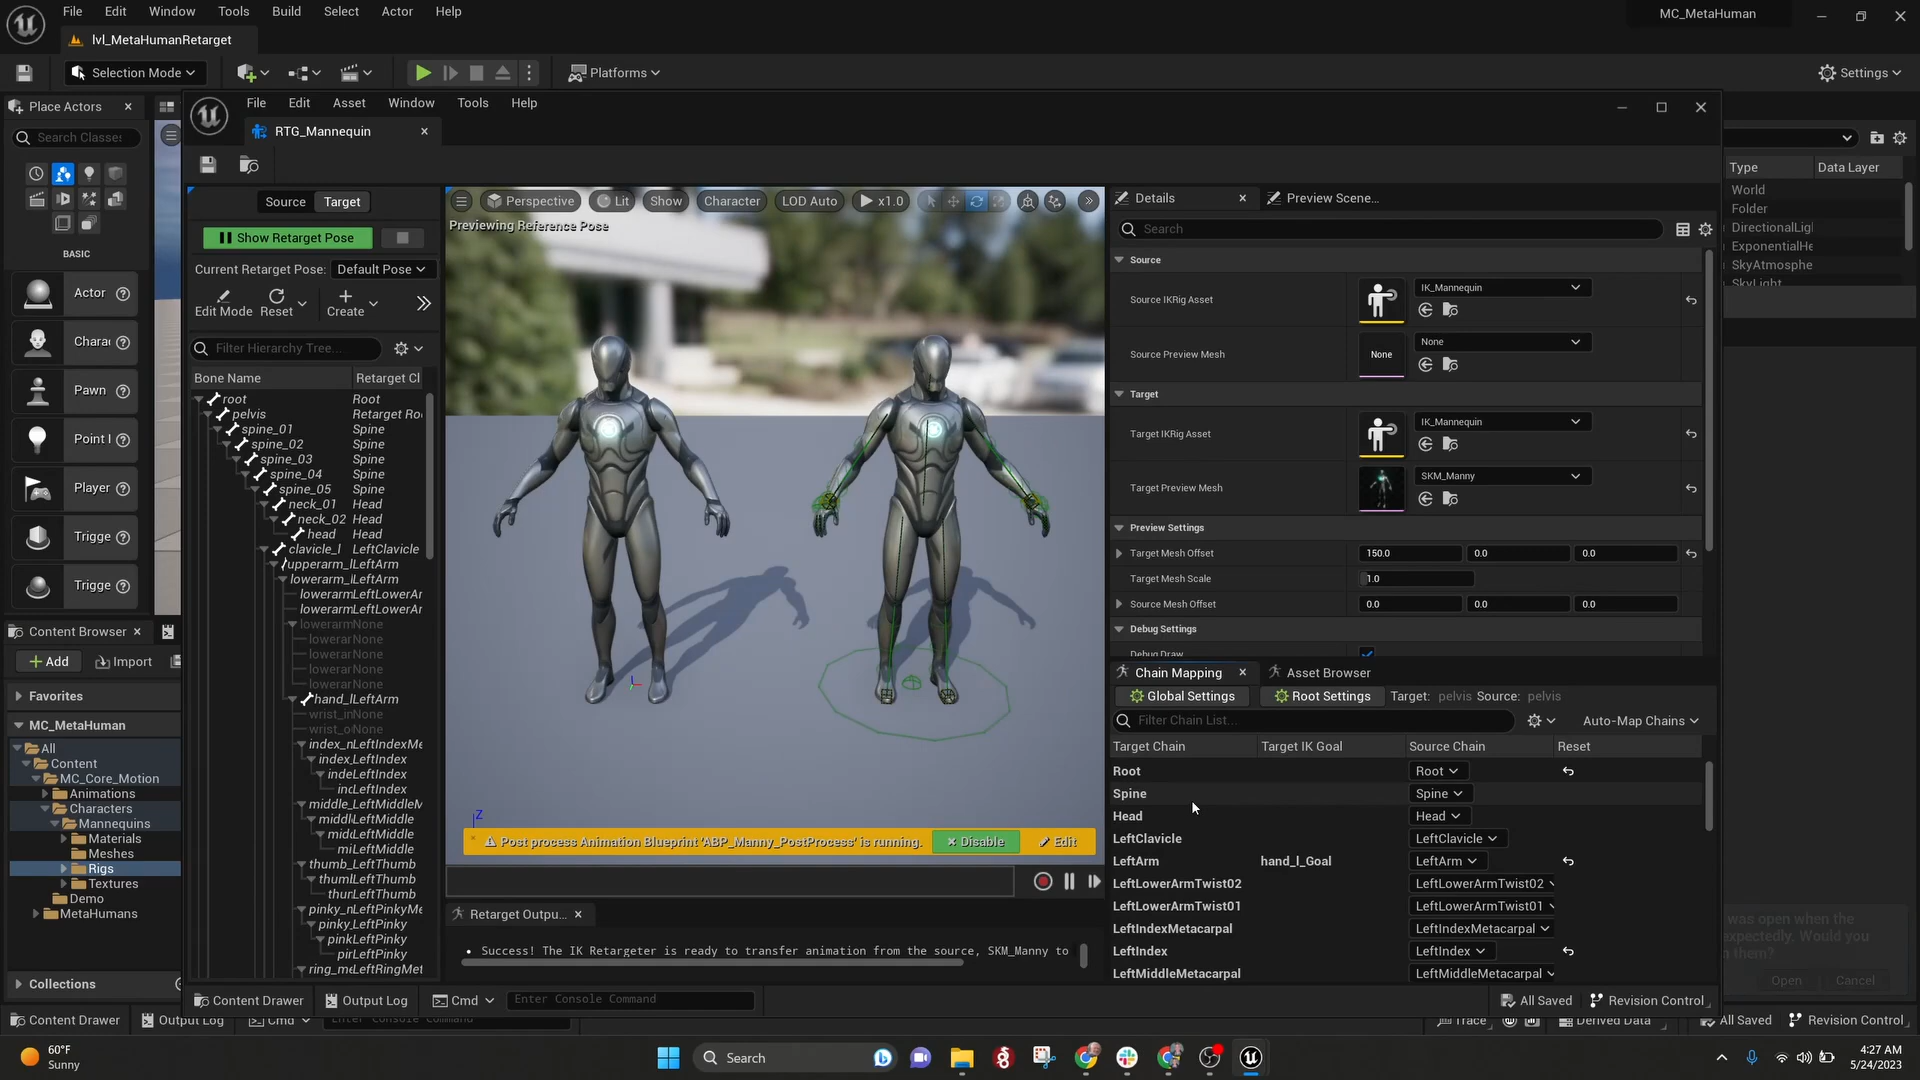 File Edit Window Tools Build Select Actor Help
MC_MetaHuman
lvl_MetaHumanRetarget
Selection Mode
Platforms
Settings
Place Actors
File Edit Asset Window Tools Help
RTG_Mannequin
Search Classes
BASIC
Actor
Chara
Pawn
Point
Player
Trigge
Trigge
Content Browser
Add Import
Favorites
MC_MetaHuman
All
Content
MC_Core_Motion
Animations
Characters
Mannequins
Materials
Meshes
Rigs
Textures
Demo
MetaHumans
Collections
Source Target
Show Retarget Pose
Current Retarget Pose: Default Pose
Edit Mode Reset Create
Filter Hierarchy Tree...
Bone Name Retarget Cl
root Root
pelvis Retarget Roo
spine_01 Spine
spine_02 Spine
spine_03 Spine
spine_04 Spine
spine_05 Spine
neck_01 Head
neck_02 Head
head Head
clavicle_l LeftClavicle
upperarm_lLeftArm
lowerarm_lLeftArm
lowerarmLeftLowerAr
lowerarmLeftLowerAr
lowerarmNone
lowerarNone
lowerarNone
lowerarNone
lowerarNone
hand_lLeftArm
wrist_inNone
wrist_oNone
index_nLeftIndexMe
index_LeftIndex
indeLeftIndex
incLeftIndex
middle_LeftMiddleM
middlLeftMiddle
midLeftMiddle
miLeftMiddle
thumb_LeftThumb
thumlLeftThumb
thurLeftThumb
pinky_nLeftPinkyMe
pinky_LeftPinky
pinkLeftPinky
pirLeftPinky
ring_mLeftRingMet
Perspective Lit Show Character LOD Auto x1.0
Previewing Reference Pose
Z
Post process Animation Blueprint 'ABP_Manny_PostProcess' is running. Disable Edit
Retarget Outpu...
Success! The IK Retargeter is ready to transfer animation from the source, SKM_Manny to
Details Preview Scene...
Search
Source
Source IKRig Asset IK_Mannequin
Source Preview Mesh None None
Target
Target IKRig Asset IK_Mannequin
Target Preview Mesh SKM_Manny
Preview Settings
Target Mesh Offset 150.0 0.0 0.0
Target Mesh Scale 1.0
Source Mesh Offset 0.0 0.0 0.0
Debug Settings
Debug Draw
Chain Mapping Asset Browser
Global Settings Root Settings Target: pelvis Source: pelvis
Filter Chain List... Auto-Map Chains
Target Chain Target IK Goal Source Chain Reset
Root Root
Spine Spine
Head Head
LeftClavicle LeftClavicle
LeftArm hand_l_Goal LeftArm
LeftLowerArmTwist02 LeftLowerArmTwist02
LeftLowerArmTwist01 LeftLowerArmTwist01
LeftIndexMetacarpal LeftIndexMetacarpal
LeftIndex LeftIndex
LeftMiddleMetacarpal LeftMiddleMetacarpal
Type Data Layer
World
Folder
DirectionalLigl
ExponentialHe
SkyAtmosphe
SkyLight
was open when the
expectedly. Would you
them?
Open Cancel
Content Drawer Output Log Cmd Enter Console Command All Saved Revision Control
Content Drawer Output Log Cmd Enter Console Command Trace Derived Data All Saved Revision Control
60°F
Sunny
Search
4:27 AM
5/24/2023